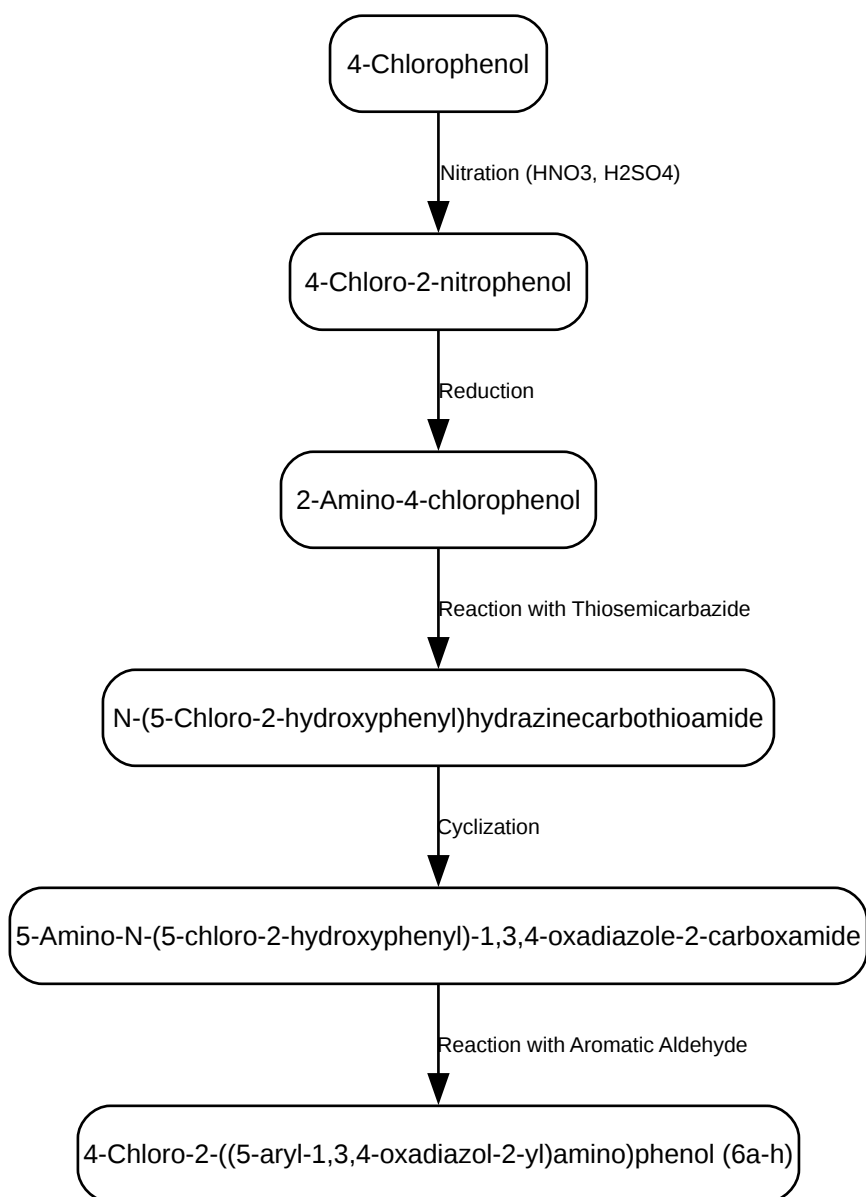 4-Chlorophenol
Nitration (HNO3, H2SO4)
4-Chloro-2-nitrophenol
Reduction
2-Amino-4-chlorophenol
Reaction with Thiosemicarbazide
N-(5-Chloro-2-hydroxyphenyl)hydrazinecarbothioamide
Cyclization
5-Amino-N-(5-chloro-2-hydroxyphenyl)-1,3,4-oxadiazole-2-carboxamide
Reaction with Aromatic Aldehyde
4-Chloro-2-((5-aryl-1,3,4-oxadiazol-2-yl)amino)phenol (6a-h)